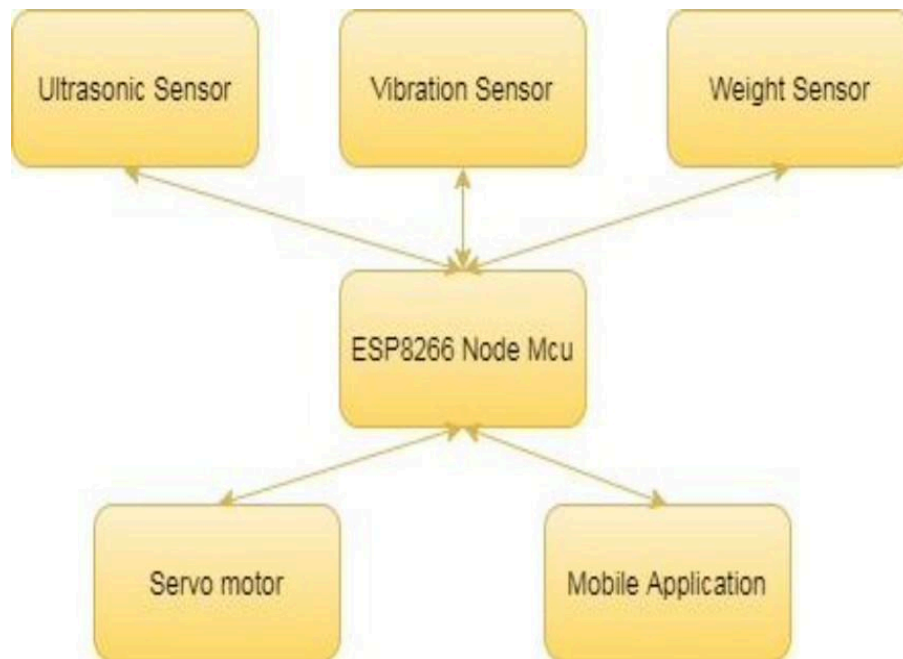 Ultrasonic Sensor
Vibration Sensor
Weight Sensor
ESP8266 Node Mcu
Servo motor
Mobile Application